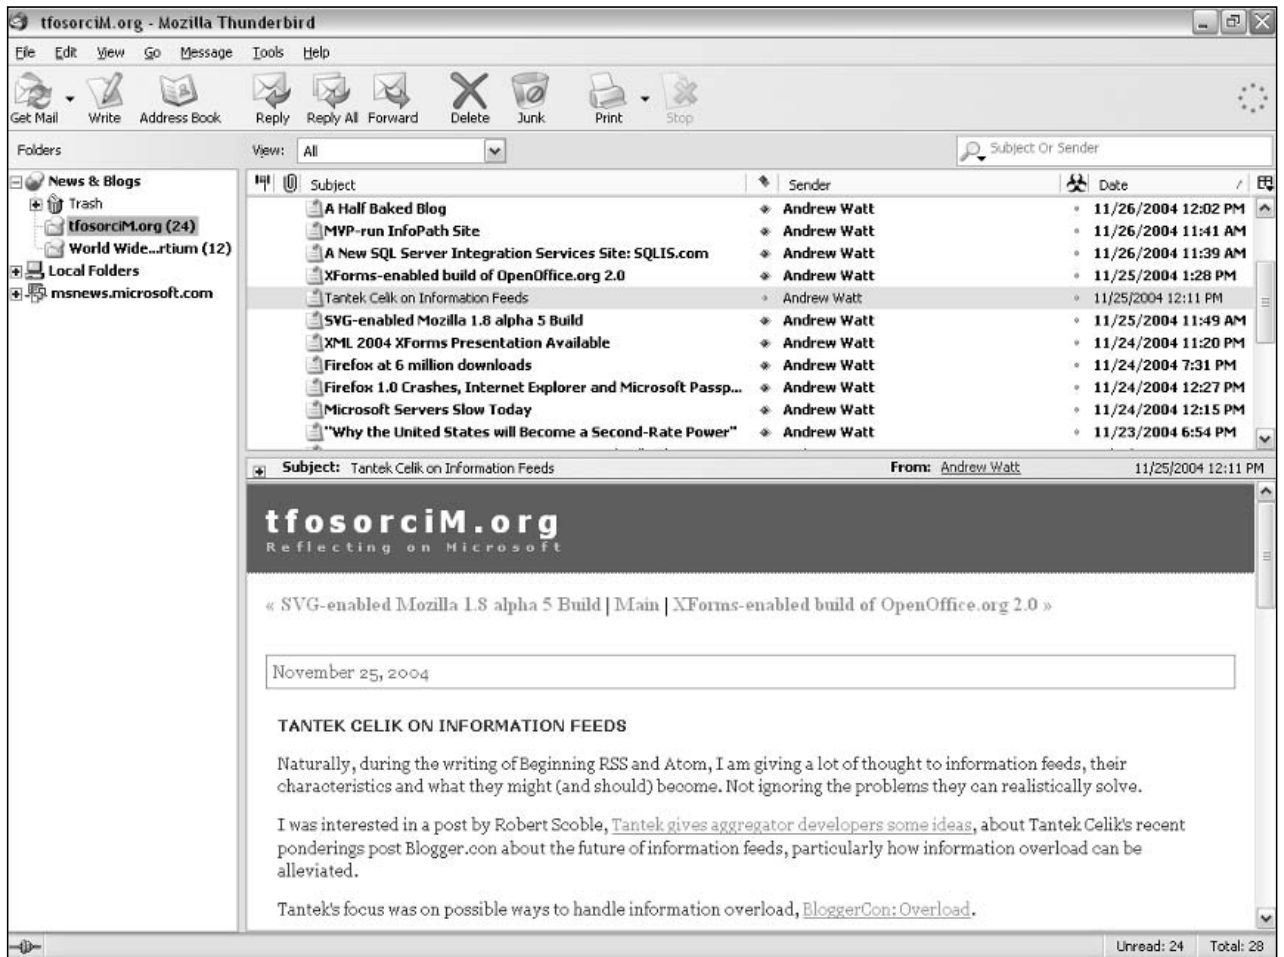 tfosorciM.org - Mozilla Thunderbird
File Edit View Go Message Tools Help
Get Mail Write Address Book Reply Reply All Forward Delete Junk Print Stop
Folders View: All Subject Or Sender
News & Blogs
Trash
tfosorciM.org (24)
World Wide...rtium (12)
Local Folders
msnews.microsoft.com
Subject Sender Date
A Half Baked Blog Andrew Watt 11/26/2004 12:02 PM
MVP-run InfoPath Site Andrew Watt 11/26/2004 11:41 AM
A New SQL Server Integration Services Site: SQLIS.com Andrew Watt 11/26/2004 11:39 AM
XForms-enabled build of OpenOffice.org 2.0 Andrew Watt 11/25/2004 1:28 PM
Tantek Celik on Information Feeds Andrew Watt 11/25/2004 12:11 PM
SVG-enabled Mozilla 1.8 alpha 5 Build Andrew Watt 11/25/2004 11:49 AM
XML 2004 XForms Presentation Available Andrew Watt 11/24/2004 11:20 PM
Firefox at 6 million downloads Andrew Watt 11/24/2004 7:31 PM
Firefox 1.0 Crashes, Internet Explorer and Microsoft Passp... Andrew Watt 11/24/2004 12:27 PM
Microsoft Servers Slow Today Andrew Watt 11/24/2004 12:15 PM
"Why the United States will Become a Second-Rate Power" Andrew Watt 11/23/2004 6:54 PM
Subject: Tantek Celik on Information Feeds From: Andrew Watt 11/25/2004 12:11 PM
tfosorciM.org
Reflecting on Microsoft
« SVG-enabled Mozilla 1.8 alpha 5 Build | Main | XForms-enabled build of OpenOffice.org 2.0 »
November 25, 2004
TANTEK CELIK ON INFORMATION FEEDS
Naturally, during the writing of Beginning RSS and Atom, I am giving a lot of thought to information feeds, their
characteristics and what they might (and should) become. Not ignoring the problems they can realistically solve.
I was interested in a post by Robert Scoble, Tantek gives aggregator developers some ideas, about Tantek Celik's recent
ponderings post Blogger.con about the future of information feeds, particularly how information overload can be
alleviated.
Tantek's focus was on possible ways to handle information overload, BloggerCon: Overload.
Unread: 24 Total: 28